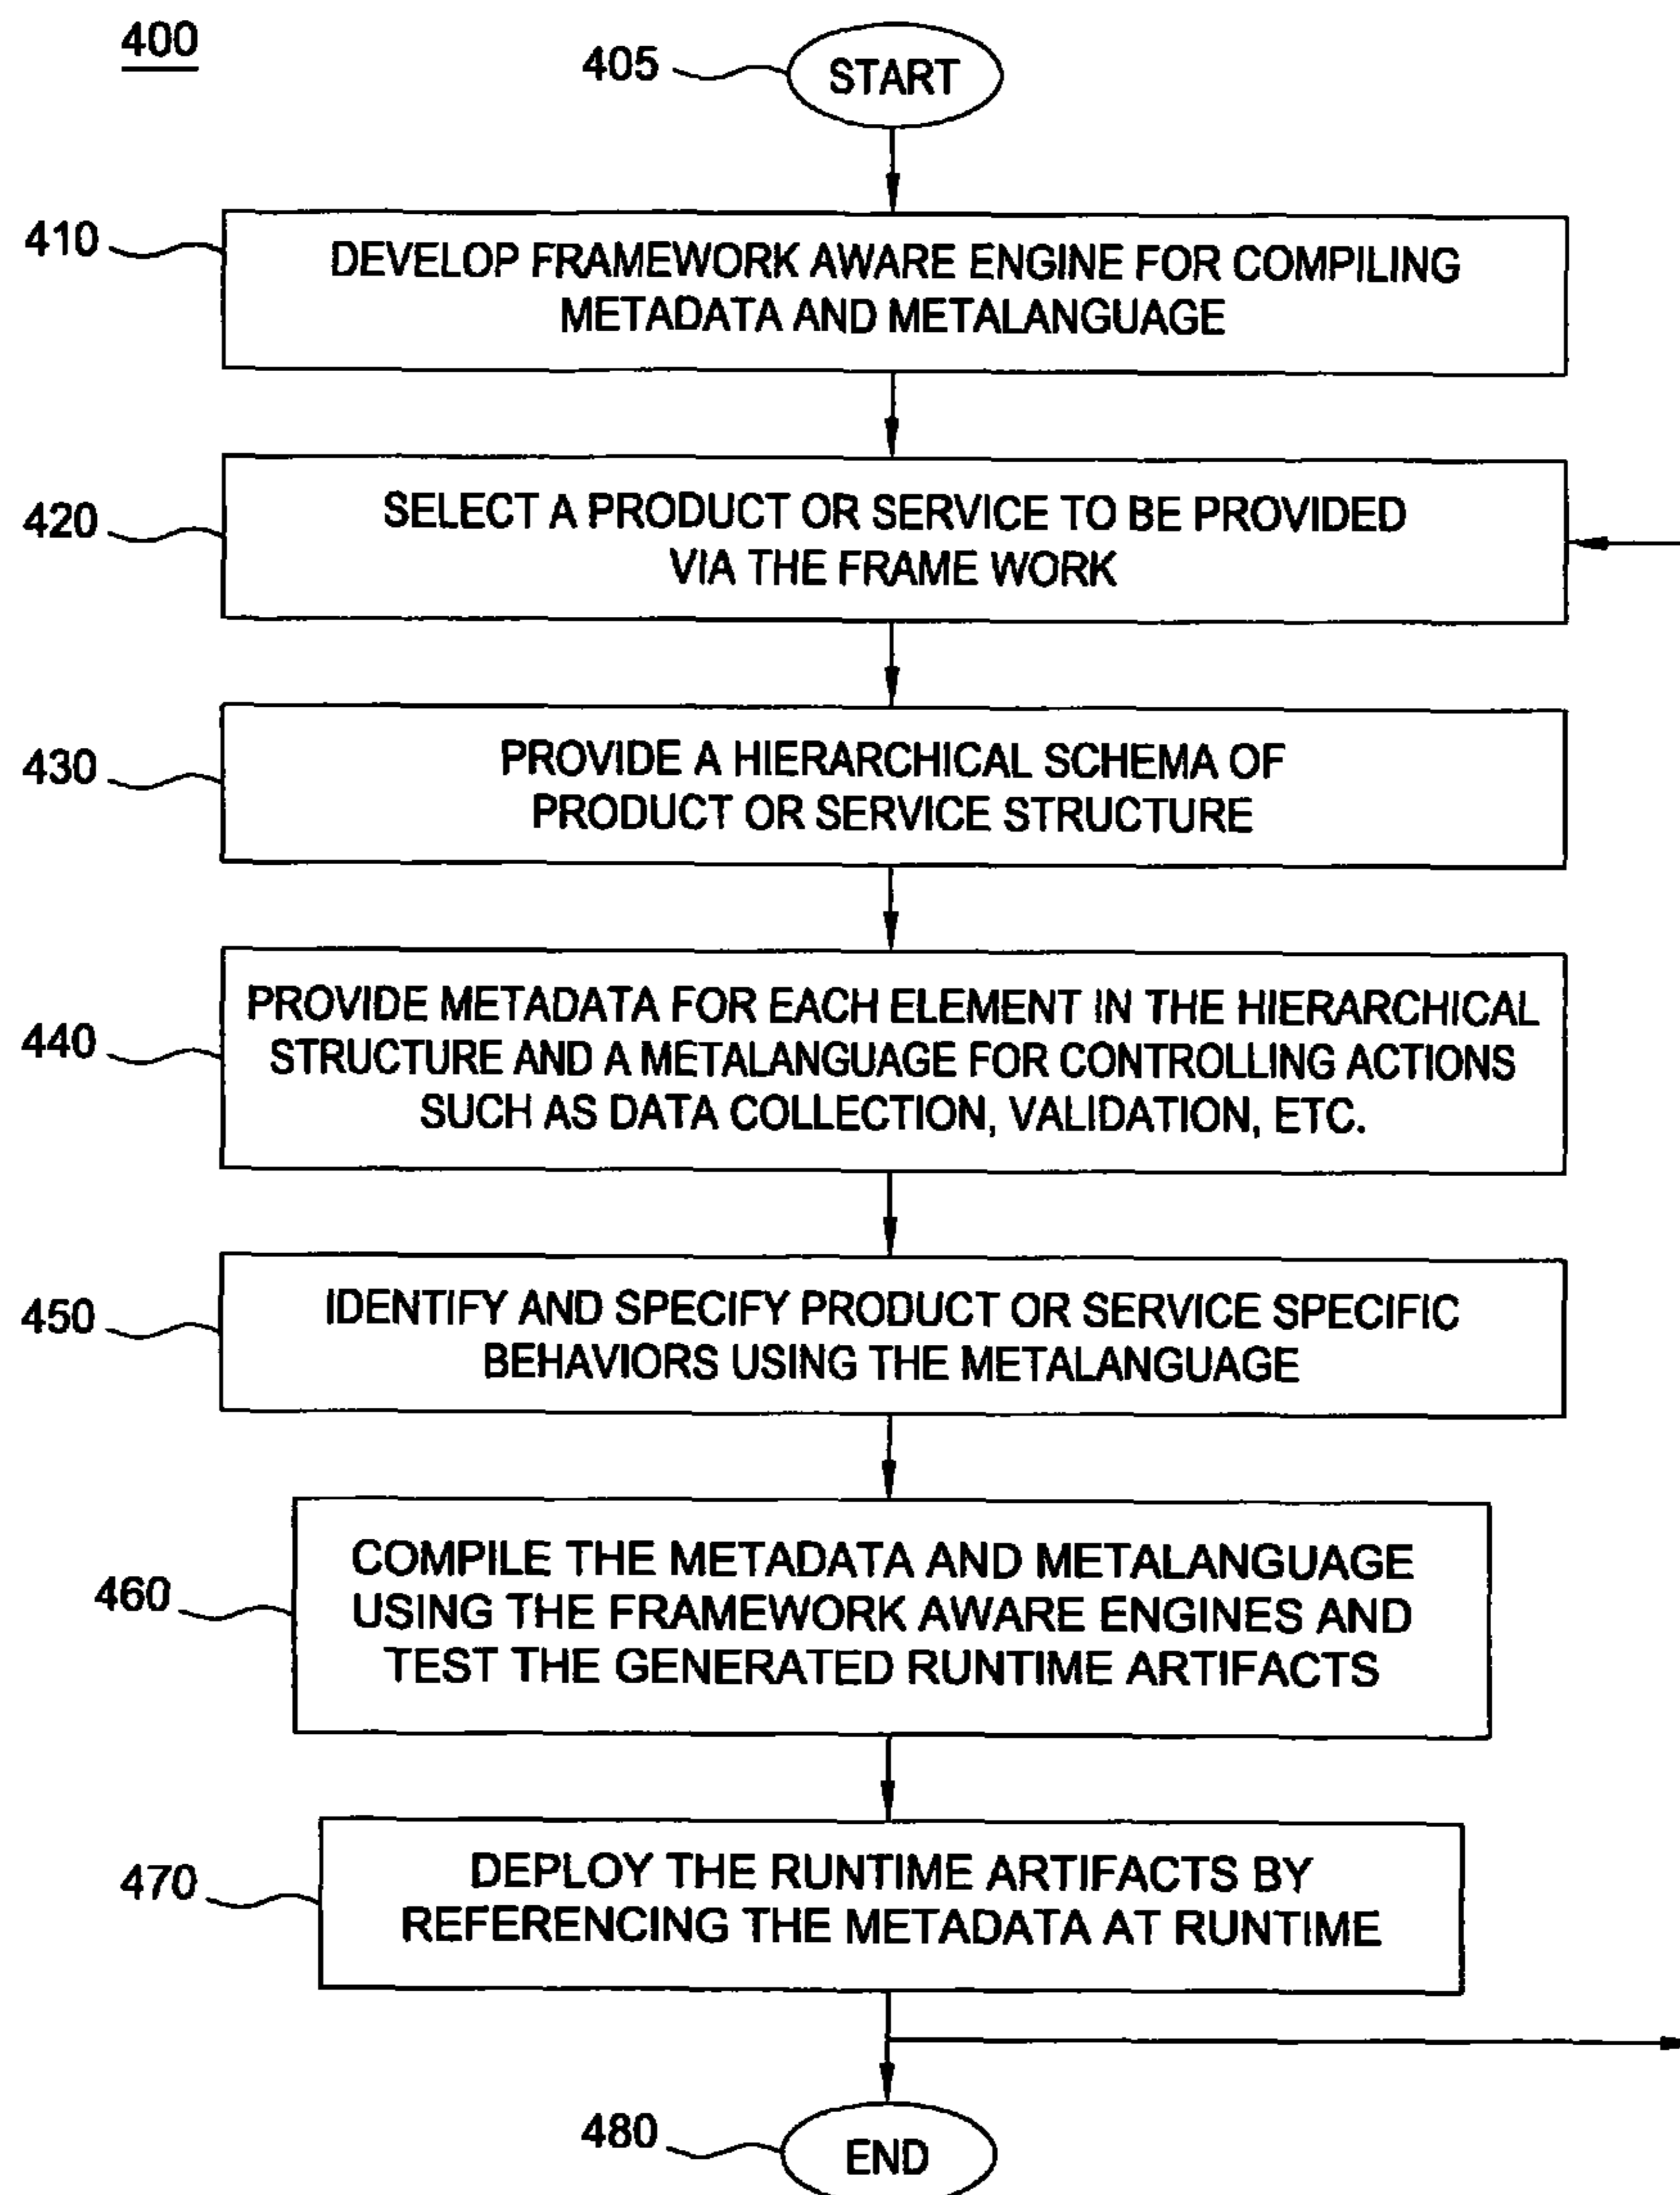 400
405
START
410
DEVELOP FRAMEWORK AWARE ENGINE FOR COMPILING
METADATA AND METALANGUAGE
420
SELECT A PRODUCT OR SERVICE TO BE PROVIDED
VIA THE FRAME WORK
430
PROVIDE A HIERARCHICAL SCHEMA OF
PRODUCT OR SERVICE STRUCTURE
440
PROVIDE METADATA FOR EACH ELEMENT IN THE HIERARCHICAL
STRUCTURE AND A METALANGUAGE FOR CONTROLLING ACTIONS
SUCH AS DATA COLLECTION, VALIDATION, ETC.
450
IDENTIFY AND SPECIFY PRODUCT OR SERVICE SPECIFIC
BEHAVIORS USING THE METALANGUAGE
460
COMPILE THE METADATA AND METALANGUAGE
USING THE FRAMEWORK AWARE ENGINES AND
TEST THE GENERATED RUNTIME ARTIFACTS
470
DEPLOY THE RUNTIME ARTIFACTS BY
REFERENCING THE METADATA AT RUNTIME
480
END